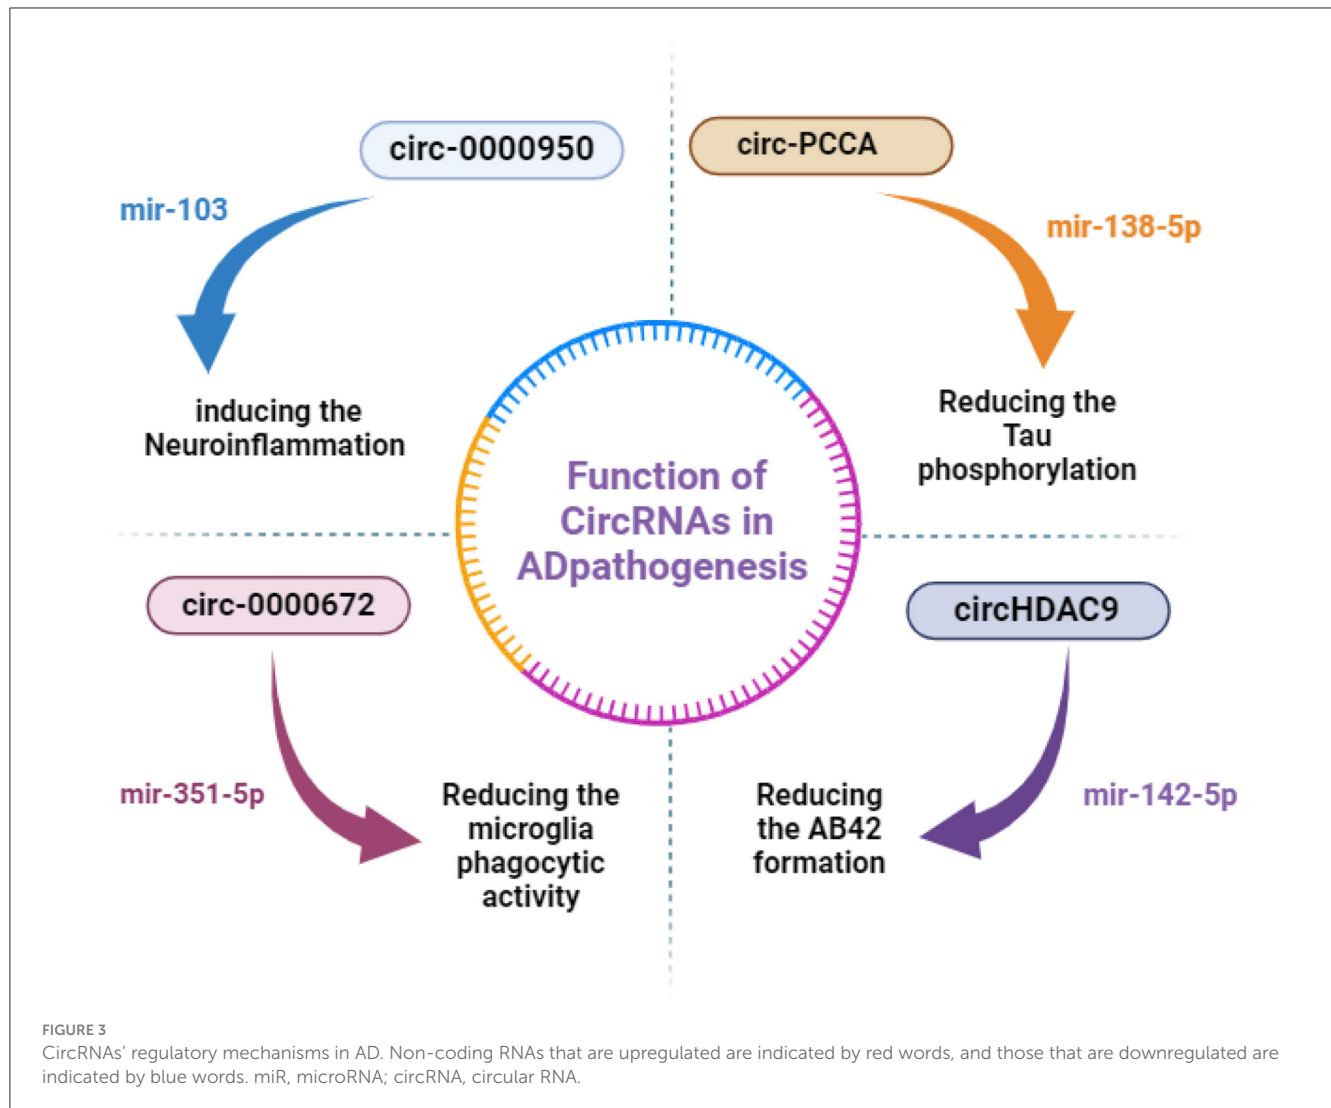 circ-0000950
mir-103
inducing the
Neuroinflammation
circ-PCCA
mir-138-5p
Reducing the
Tau
phosphorylation
Function of
CircRNAs in
ADpathogenesis
circ-0000672
mir-351-5p
Reducing the
microglia
phagocytic
activity
circHDAC9
mir-142-5p
Reducing
the AB42
formation
FIGURE 3
CircRNAs’ regulatory mechanisms in AD. Non-coding RNAs that are upregulated are indicated by red words, and those that are downregulated are
indicated by blue words. miR, microRNA; circRNA, circular RNA.